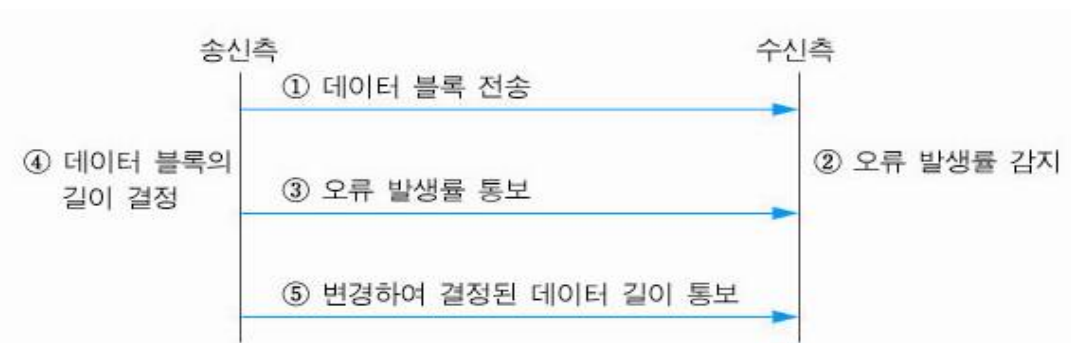 송신측
수신측
① 데이터 블록 전송
④ 데이터 블록의
길이 결정
② 오류 발생률 감지
③ 오류 발생률 통보
⑤ 변경하여 결정된 데이터 길이 통보